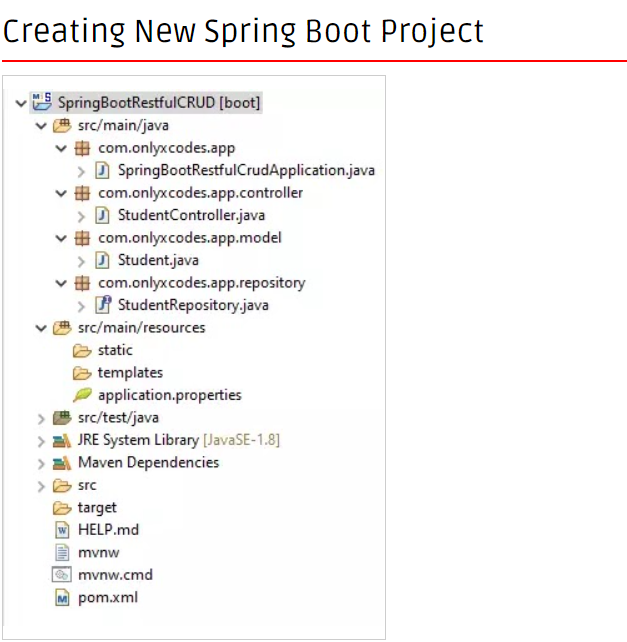 Creating New Spring Boot Project
SpringBootRestfulCRUD [boot]
src/main/java
com.onlyxcodes.app
SpringBootRestfulCrudApplication.java
com.onlyxcodes.app.controller
StudentController.java
com.onlyxcodes.app.model
Student.java
com.onlyxcodes.app.repository
StudentRepository.java
src/main/resources
static
templates
application.properties
src/test/java
JRE System Library [JavaSE-1.8]
Maven Dependencies
src
target
HELP.md
mvnw
mvnw.cmd
pom.xml